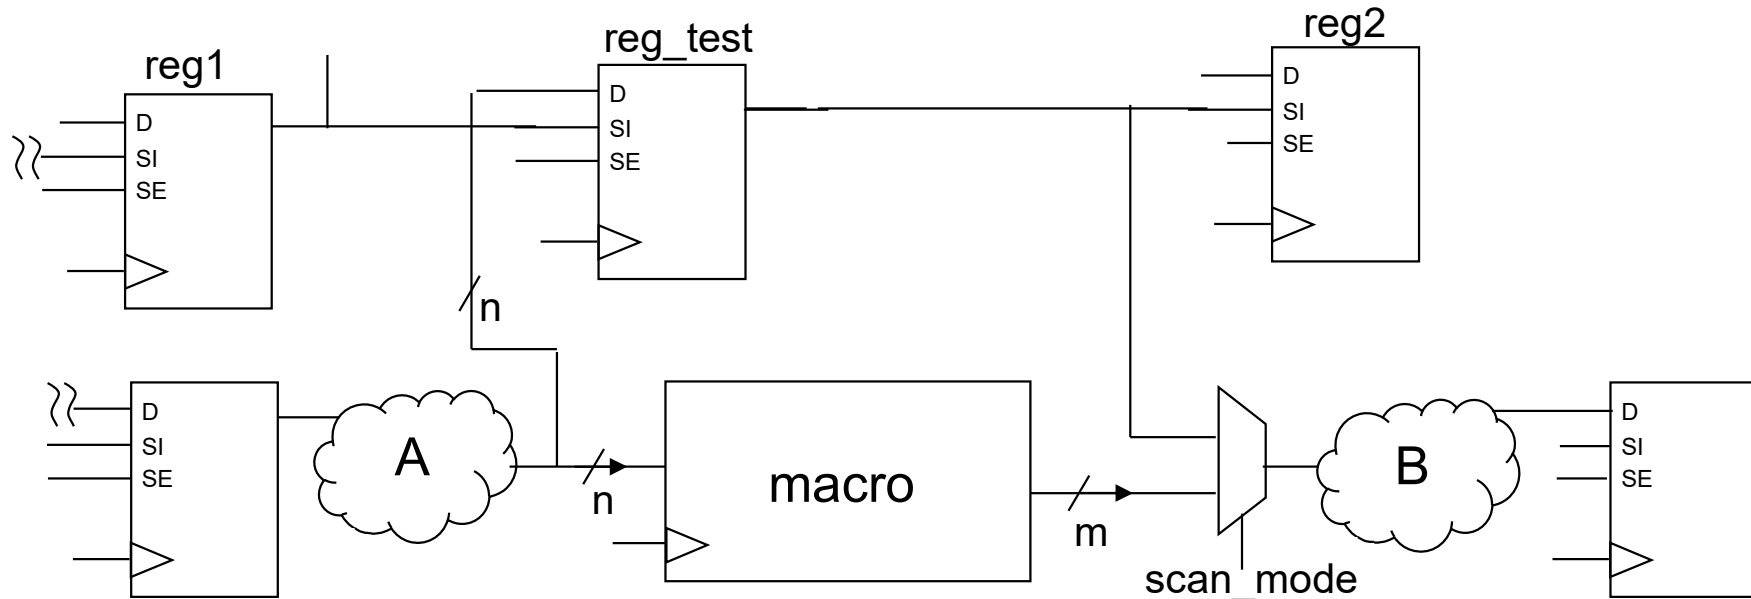 reg1
reg_test
reg2
D
SI
SE
D
SI
SE
D
SI
SE
n
D
SI
SE
A
n
macro
m
scan_mode
B
D
SI
SE